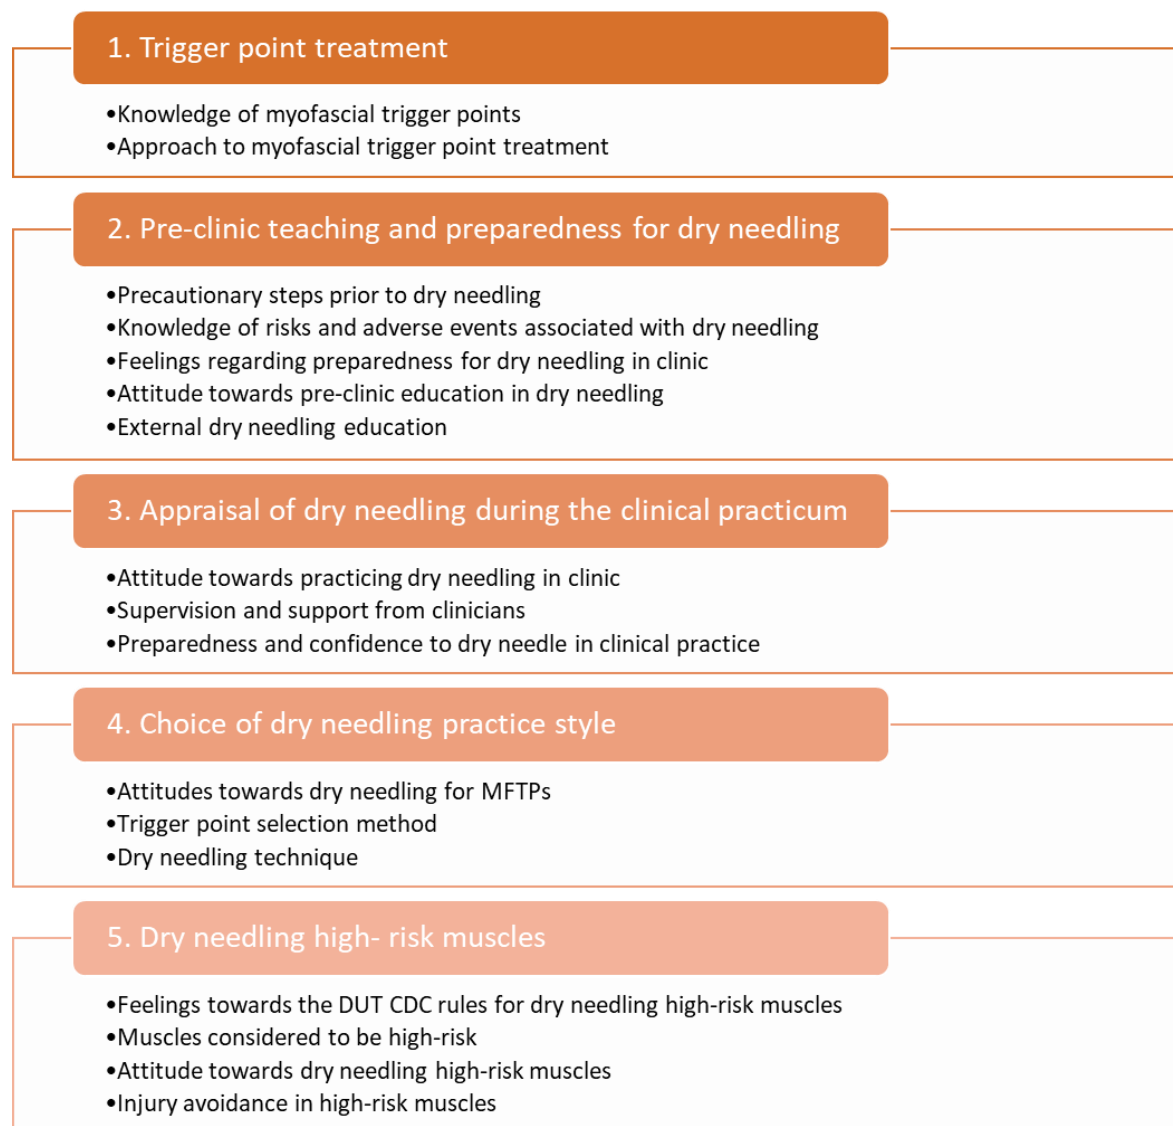 1. Trigger point treatment
•Knowledge of myofascial trigger points
•Approach to myofascial trigger point treatment
2. Pre-clinic teaching and preparedness for dry needling
•Precautionary steps prior to dry needling
•Knowledge of risks and adverse events associated with dry needling
•Feelings regarding preparedness for dry needling in clinic
•Attitude towards pre-clinic education in dry needling
•External dry needling education
3. Appraisal of dry needling during the clinical practicum
•Attitude towards practicing dry needling in clinic
•Supervision and support from clinicians
•Preparedness and confidence to dry needle in clinical practice
4. Choice of dry needling practice style
•Attitudes towards dry needling for MFTPs
•Trigger point selection method
•Dry needling technique
5. Dry needling high- risk muscles
•Feelings towards the DUT CDC rules for dry needling high-risk muscles
•Muscles considered to be high-risk
•Attitude towards dry needling high-risk muscles
•Injury avoidance in high-risk muscles